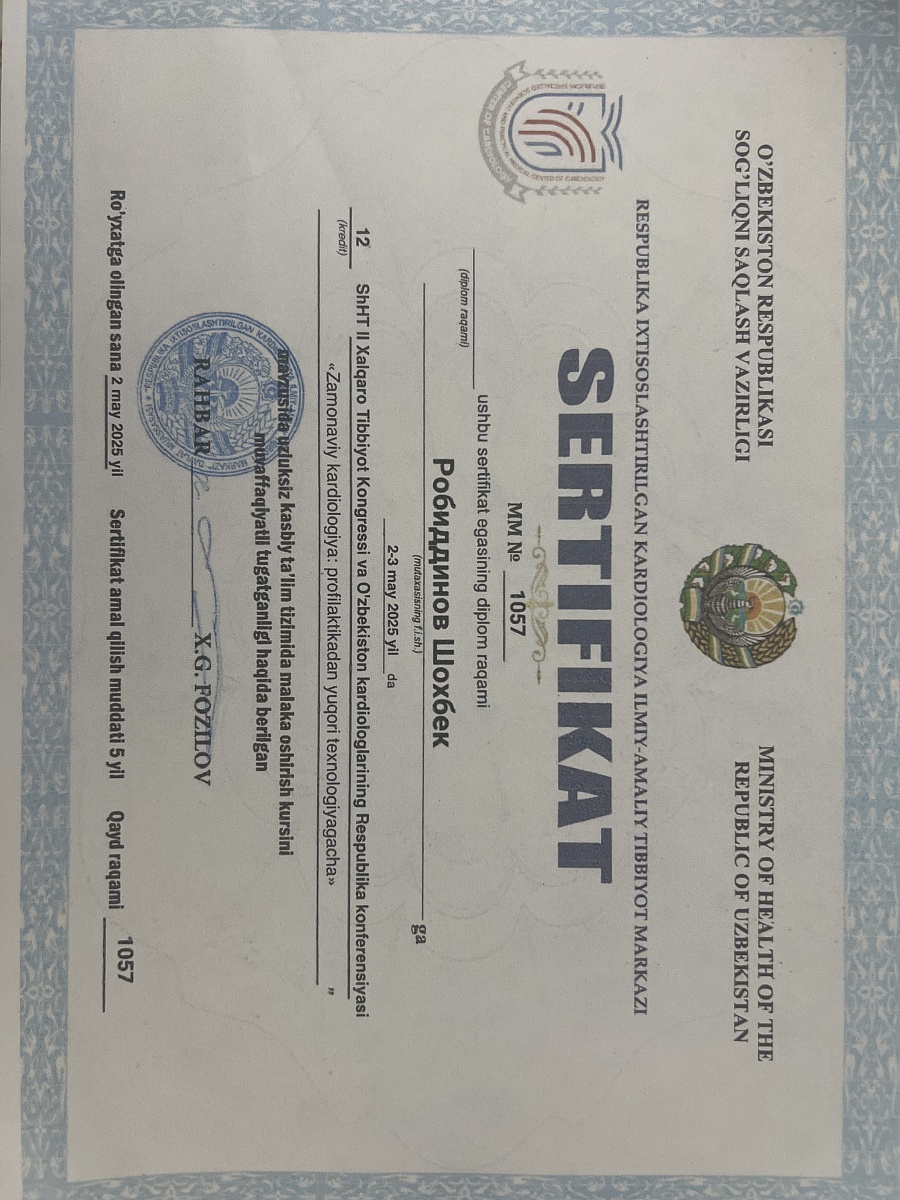 O'ZBEKISTON RESPUBLIKASI
SOG'LIQNI SAQLASH VAZIRLIGI
MINISTRY OF HEALTH OF THE
REPUBLIC OF UZBEKISTAN
RESPUBLIKA IXTISOSLASHTIRILGAN KARDIOLOGIYA ILMIY-AMALIY TIBBIYOT MARKAZI
CENTER OF CARDIOLOGY
SERTIFIKAT
MM № 1057
ushbu sertifikat egasining diplom raqami
(diplom raqami)
Робиддинов Шохбек ga
(mutaxasisning f.i.sh.)
2-3 may 2025 yil da
12 ShHT II Xalqaro Tibbiyot Kongressi va O'zbekiston kardiologlarining Respublika konferensiyasi
(kredit)
«Zamonaviy kardiologiya: profilaktikadan yuqori texnologiyagacha» "
mavzusida uzluksiz kasbiy ta'lim tizimida malaka oshirish kursini
muvaffaqiyatli tugatganligi haqida berilgan
RAHBAR X.G. FOZILOV
Ro'yxatga olingan sana 2 may 2025 yil Sertifikat amal qilish muddati 5 yil Qayd raqami 1057